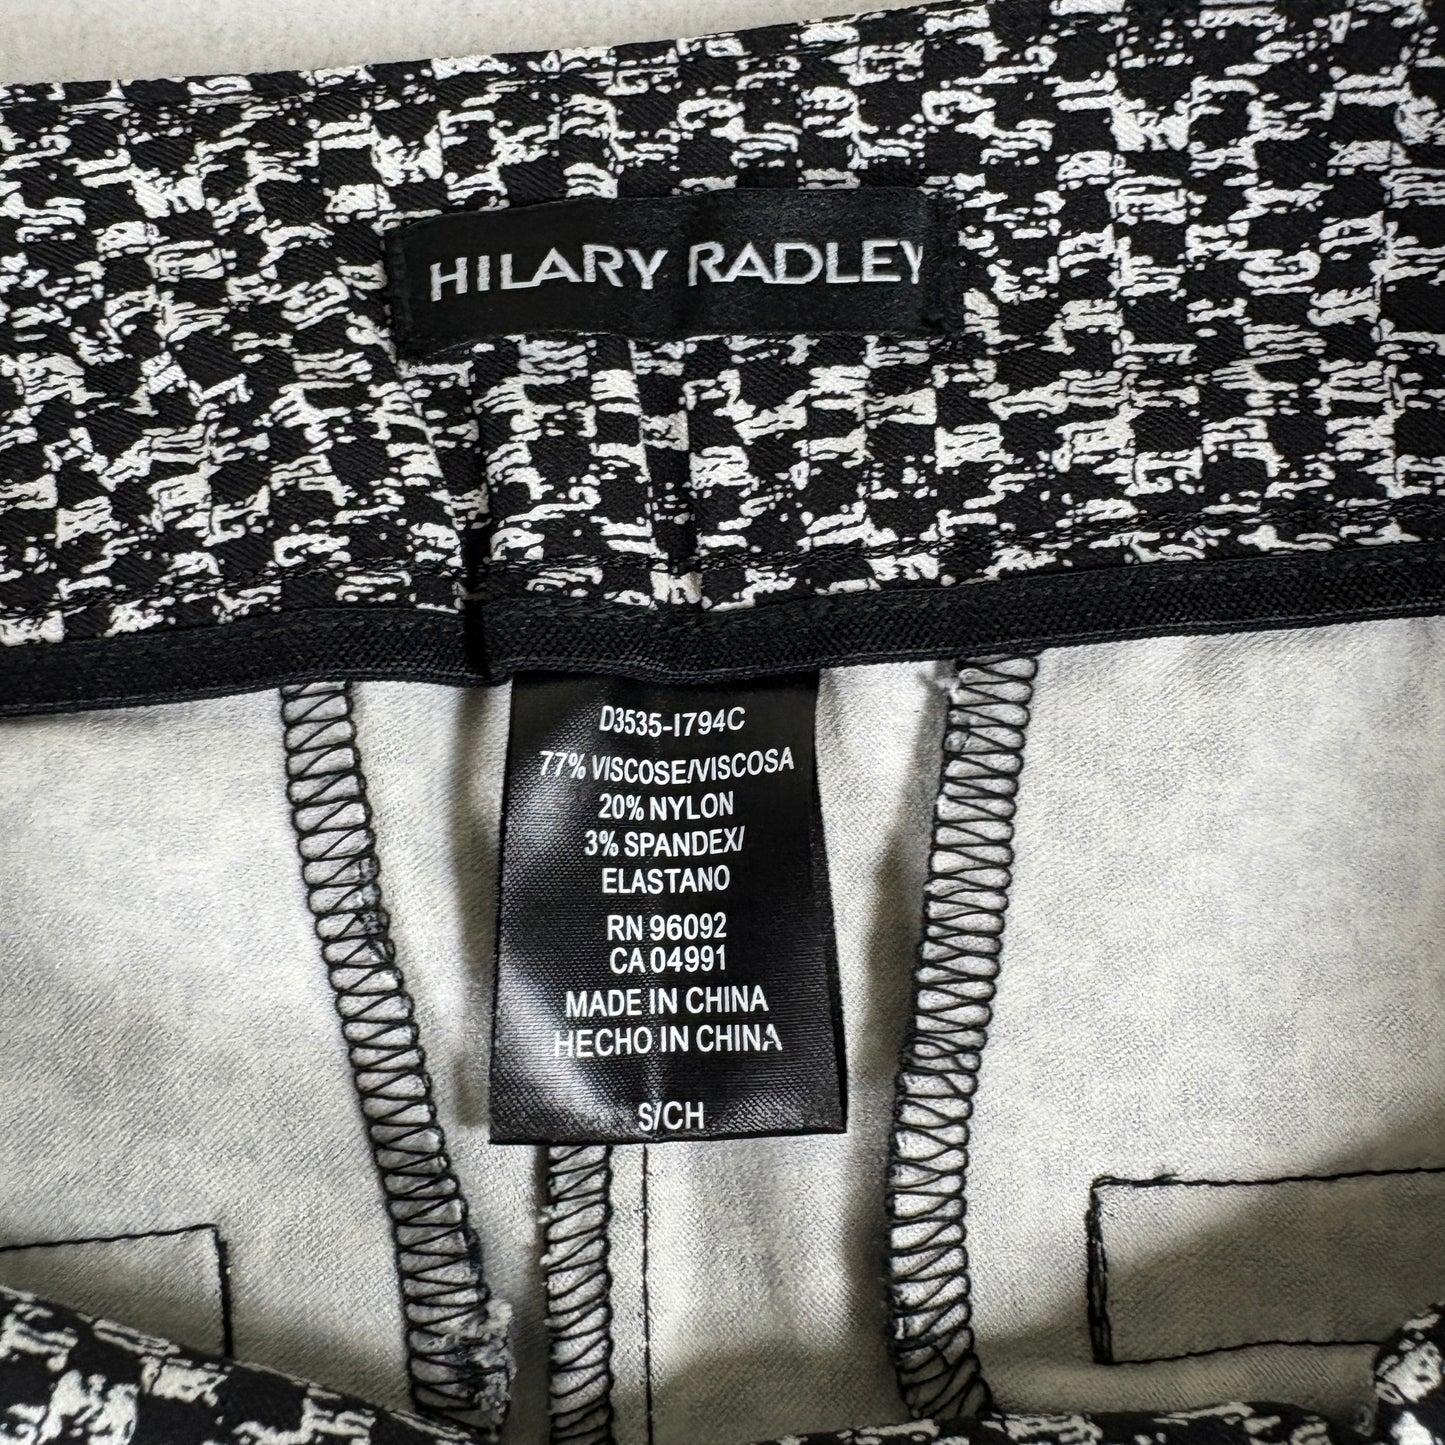 HILARY RADLEY
D3535-I794C
77% VISCOSE/VISCOSA
20% NYLON
3% SPANDEX/
ELASTANO
RN 96092
CA 04991
MADE IN CHINA
HECHO IN CHINA
S/CH